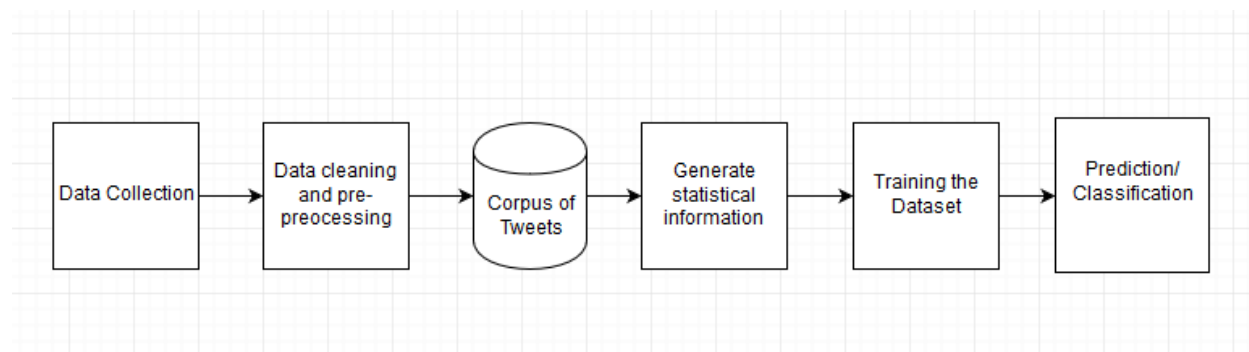 Data Collection
Data cleaning
and pre-
preocessing
Corpus of
Tweets
Generate
statistical
information
Training the
Dataset
Prediction/
Classification